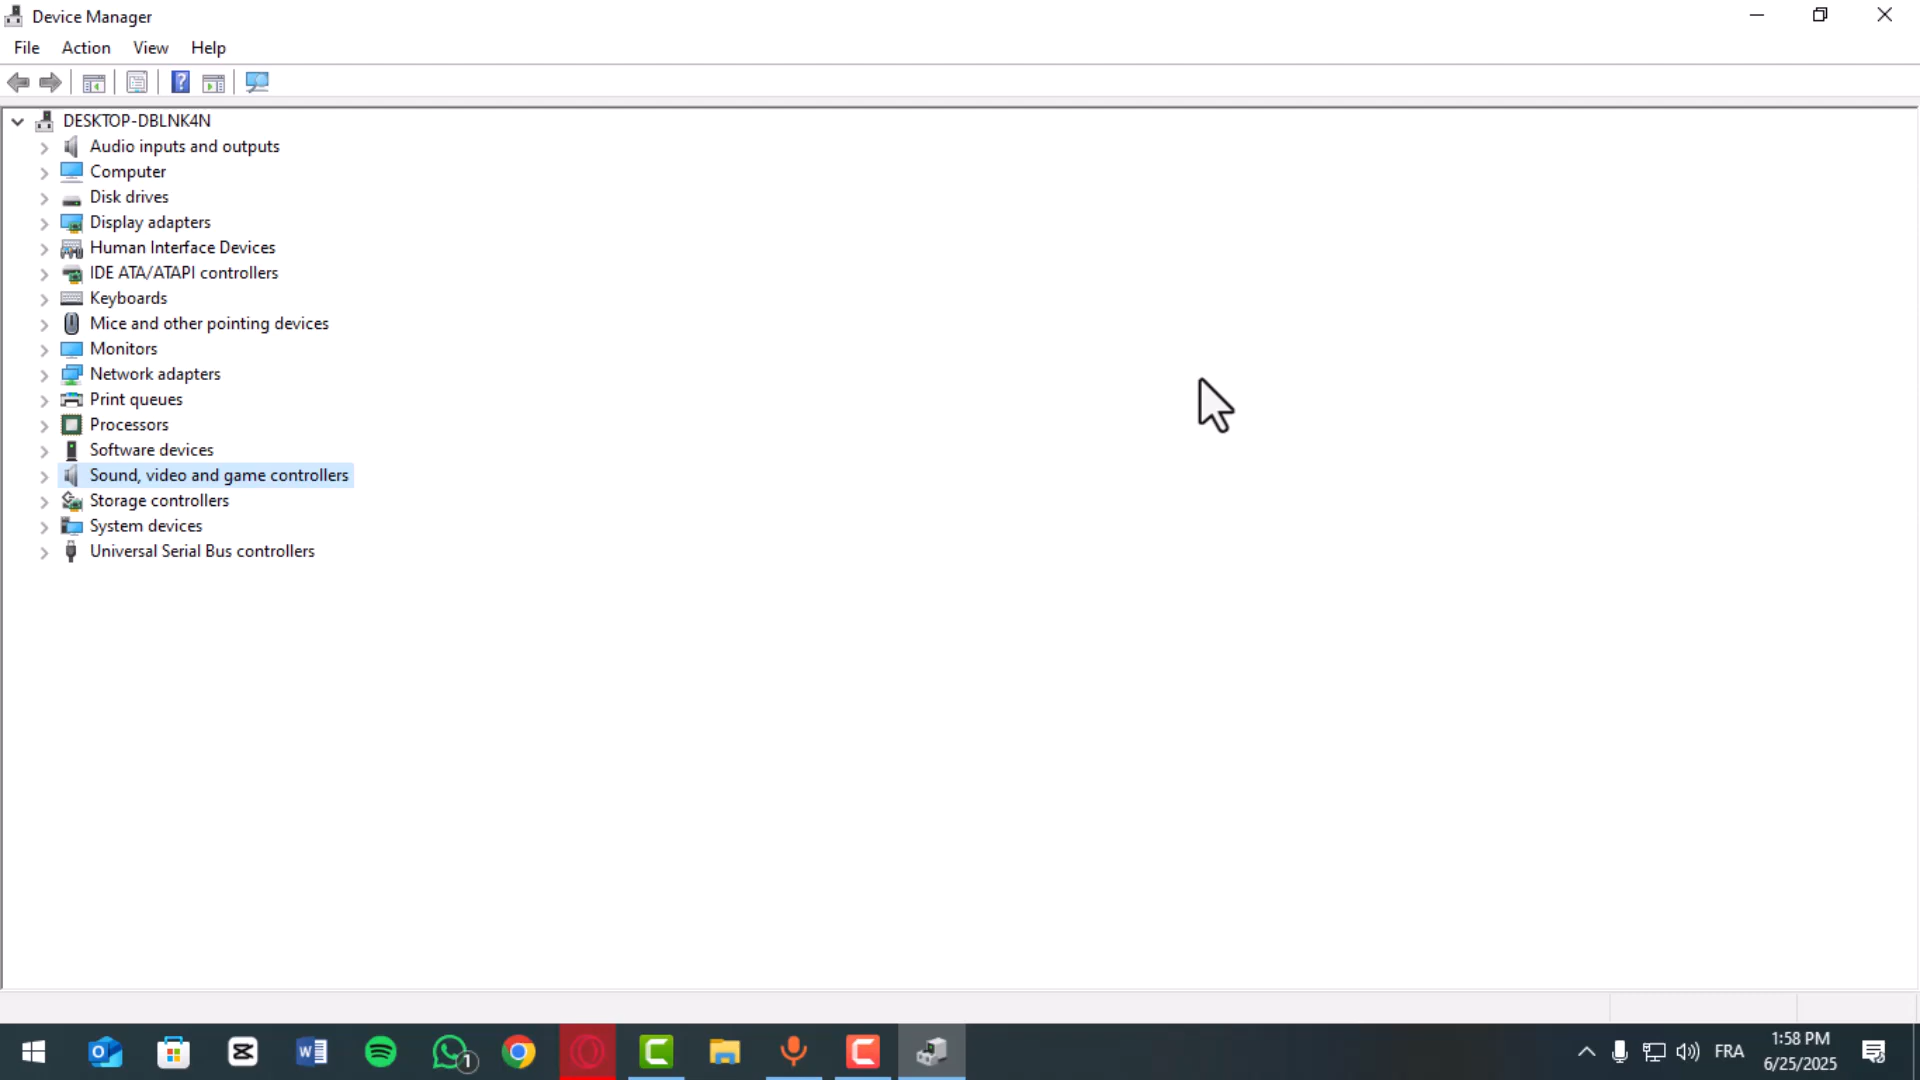 Device Manager
File Action View Help
DESKTOP-DBLNK4N
Audio inputs and outputs
Computer
Disk drives
Display adapters
Human Interface Devices
IDE ATA/ATAPI controllers
Keyboards
Mice and other pointing devices
Monitors
Network adapters
Print queues
Processors
Software devices
Sound, video and game controllers
Storage controllers
System devices
Universal Serial Bus controllers
1
FRA
1:58 PM
6/25/2025